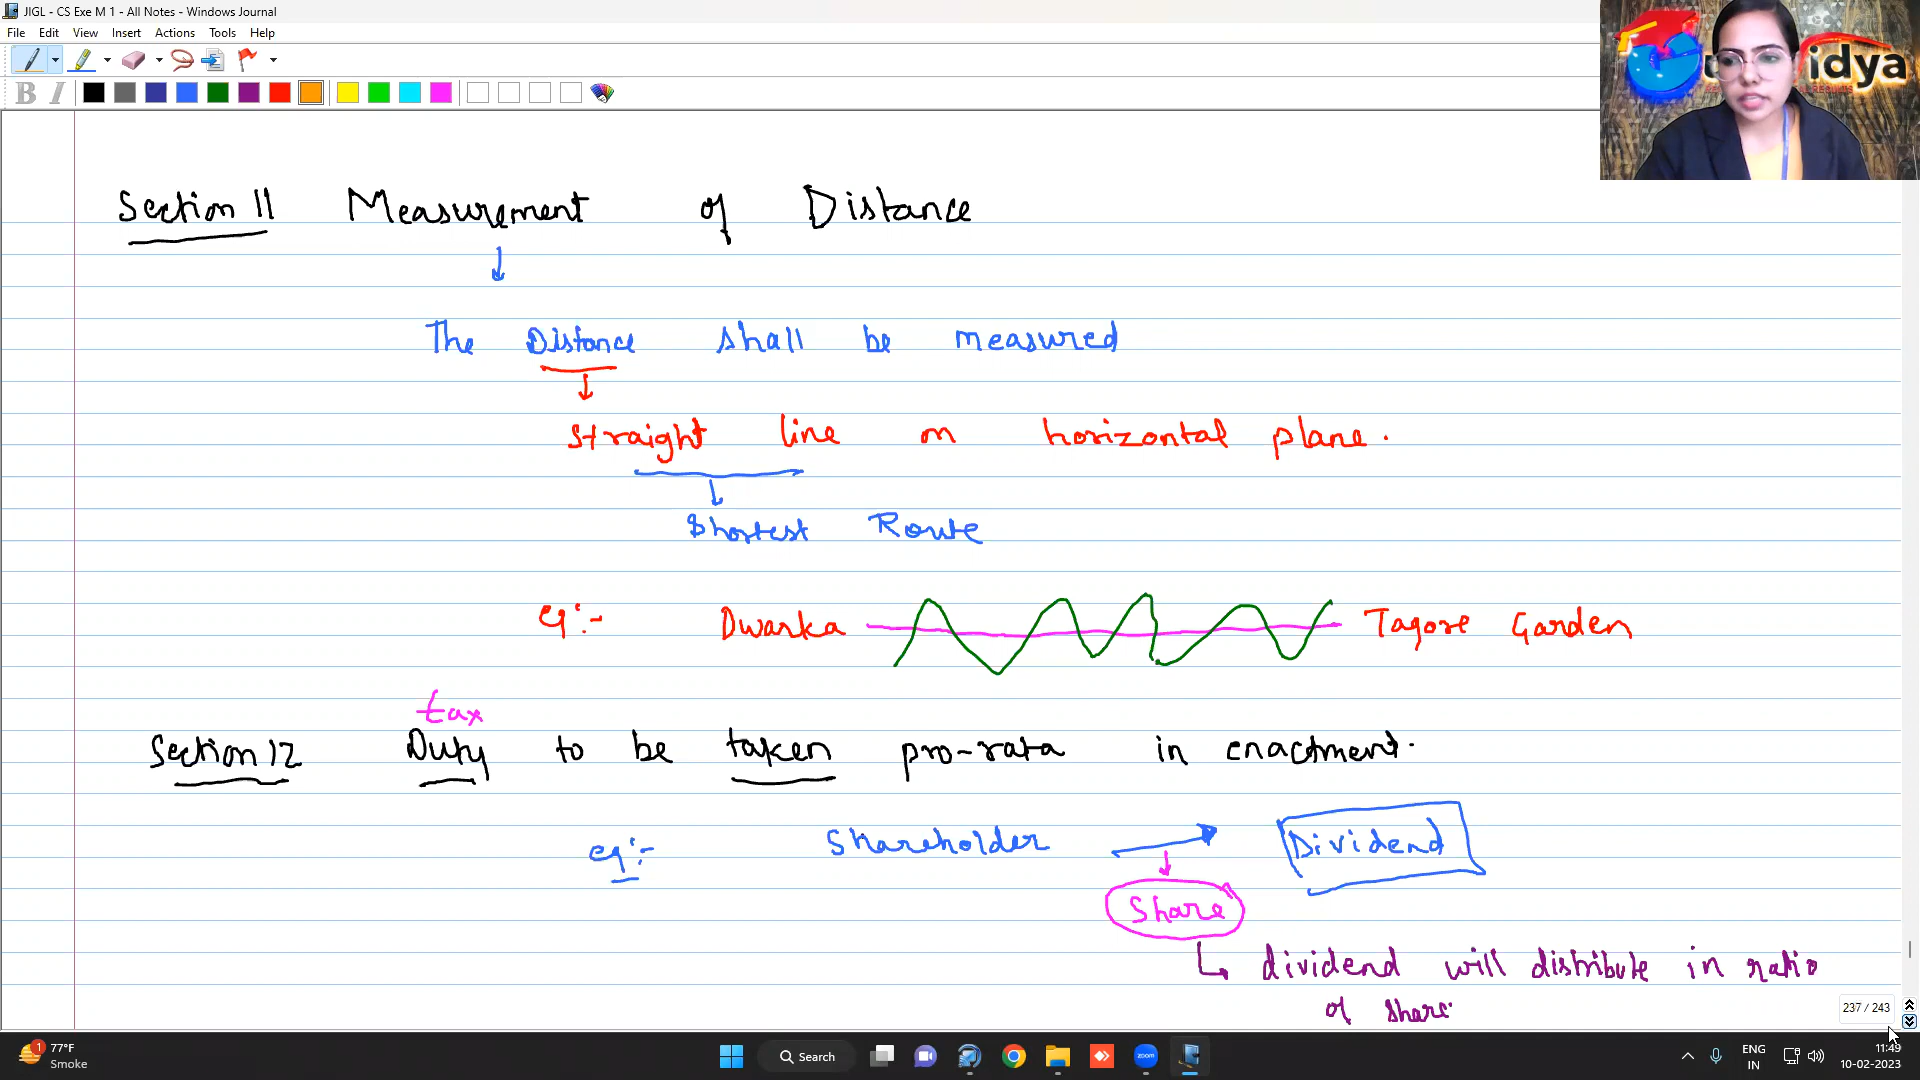 JIGL - CS Exe M 1 - All Notes - Windows Journal
File Edit View Insert Actions Tools Help
B I
idya
Section 11 Measurement of Distance
The Distance shall be measured
Straight line on horizontal plane.
Shortest Route
eg:- Dwarka Tagore Garden
tax
Section 12 Duty to be taken pro-rata in enactment.
eg:- Shareholder Dividend
Share
dividend will distribute in ratio
of share
237 / 243
1
77°F
Smoke
Search
zoom
ENG
IN
11:49
10-02-2023